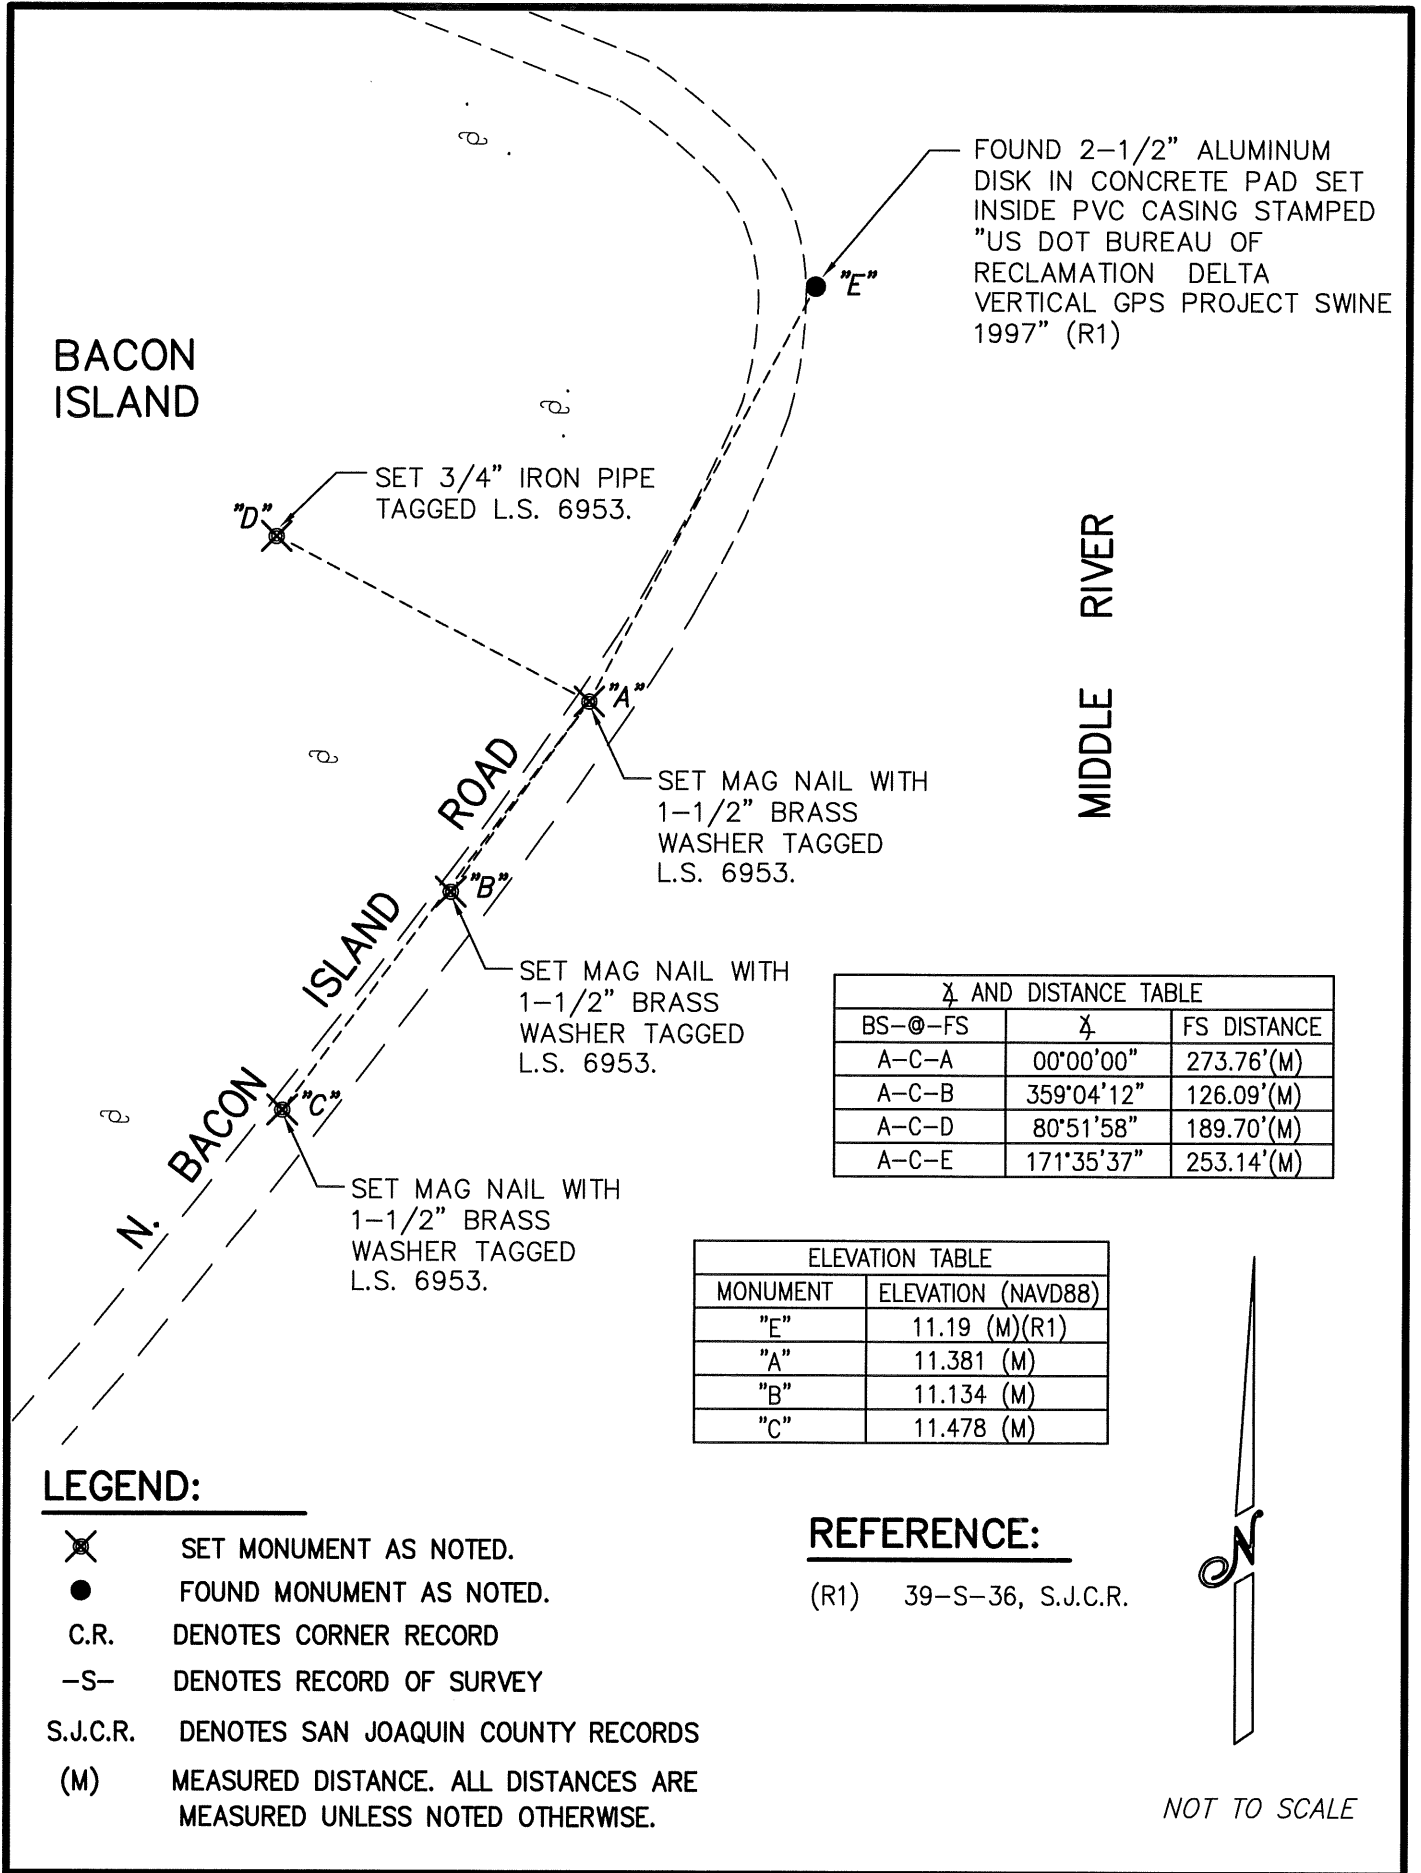 FOUND 2-1/2" ALUMINUM
DISK IN CONCRETE PAD SET
INSIDE PVC CASING STAMPED
"US DOT BUREAU OF
RECLAMATION DELTA
VERTICAL GPS PROJECT SWINE
1997" (R1)
"E"
BACON
ISLAND
SET 3/4" IRON PIPE
TAGGED L.S. 6953.
"D"
MIDDLE RIVER
"A"
SET MAG NAIL WITH
1-1/2" BRASS
WASHER TAGGED
L.S. 6953.
"B"
SET MAG NAIL WITH
1-1/2" BRASS
WASHER TAGGED
L.S. 6953.
"C"
SET MAG NAIL WITH
1-1/2" BRASS
WASHER TAGGED
L.S. 6953.
N. BACON ISLAND ROAD
∡ AND DISTANCE TABLE
BS-@-FS ∡ FS DISTANCE
A-C-A 00°00'00" 273.76'(M)
A-C-B 359°04'12" 126.09'(M)
A-C-D 80°51'58" 189.70'(M)
A-C-E 171°35'37" 253.14'(M)
ELEVATION TABLE
MONUMENT ELEVATION (NAVD88)
"E" 11.19 (M)(R1)
"A" 11.381 (M)
"B" 11.134 (M)
"C" 11.478 (M)
LEGEND:
SET MONUMENT AS NOTED.
FOUND MONUMENT AS NOTED.
C.R. DENOTES CORNER RECORD
-S- DENOTES RECORD OF SURVEY
S.J.C.R. DENOTES SAN JOAQUIN COUNTY RECORDS
(M) MEASURED DISTANCE. ALL DISTANCES ARE
MEASURED UNLESS NOTED OTHERWISE.
REFERENCE:
(R1) 39-S-36, S.J.C.R.
N
NOT TO SCALE